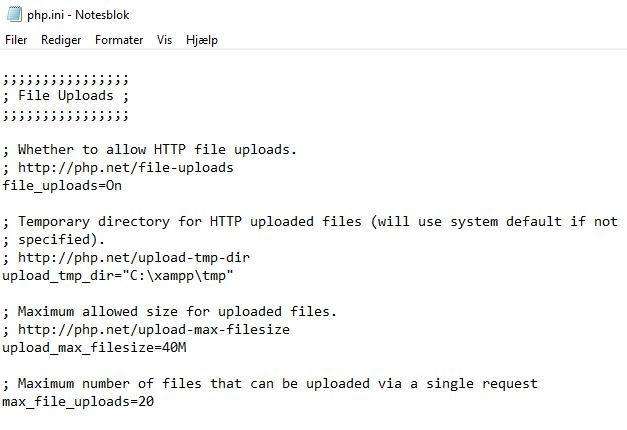 php.ini - Notesblok
Filer Rediger Formater Vis Hjælp
;;;;;;;;;;;;;;;;
; File Uploads ;
;;;;;;;;;;;;;;;;
; Whether to allow HTTP file uploads.
; http://php.net/file-uploads
file_uploads=On
; Temporary directory for HTTP uploaded files (will use system default if not
; specified).
; http://php.net/upload-tmp-dir
upload_tmp_dir="C:\xampp\tmp"
; Maximum allowed size for uploaded files.
; http://php.net/upload-max-filesize
upload_max_filesize=40M
; Maximum number of files that can be uploaded via a single request
max_file_uploads=20